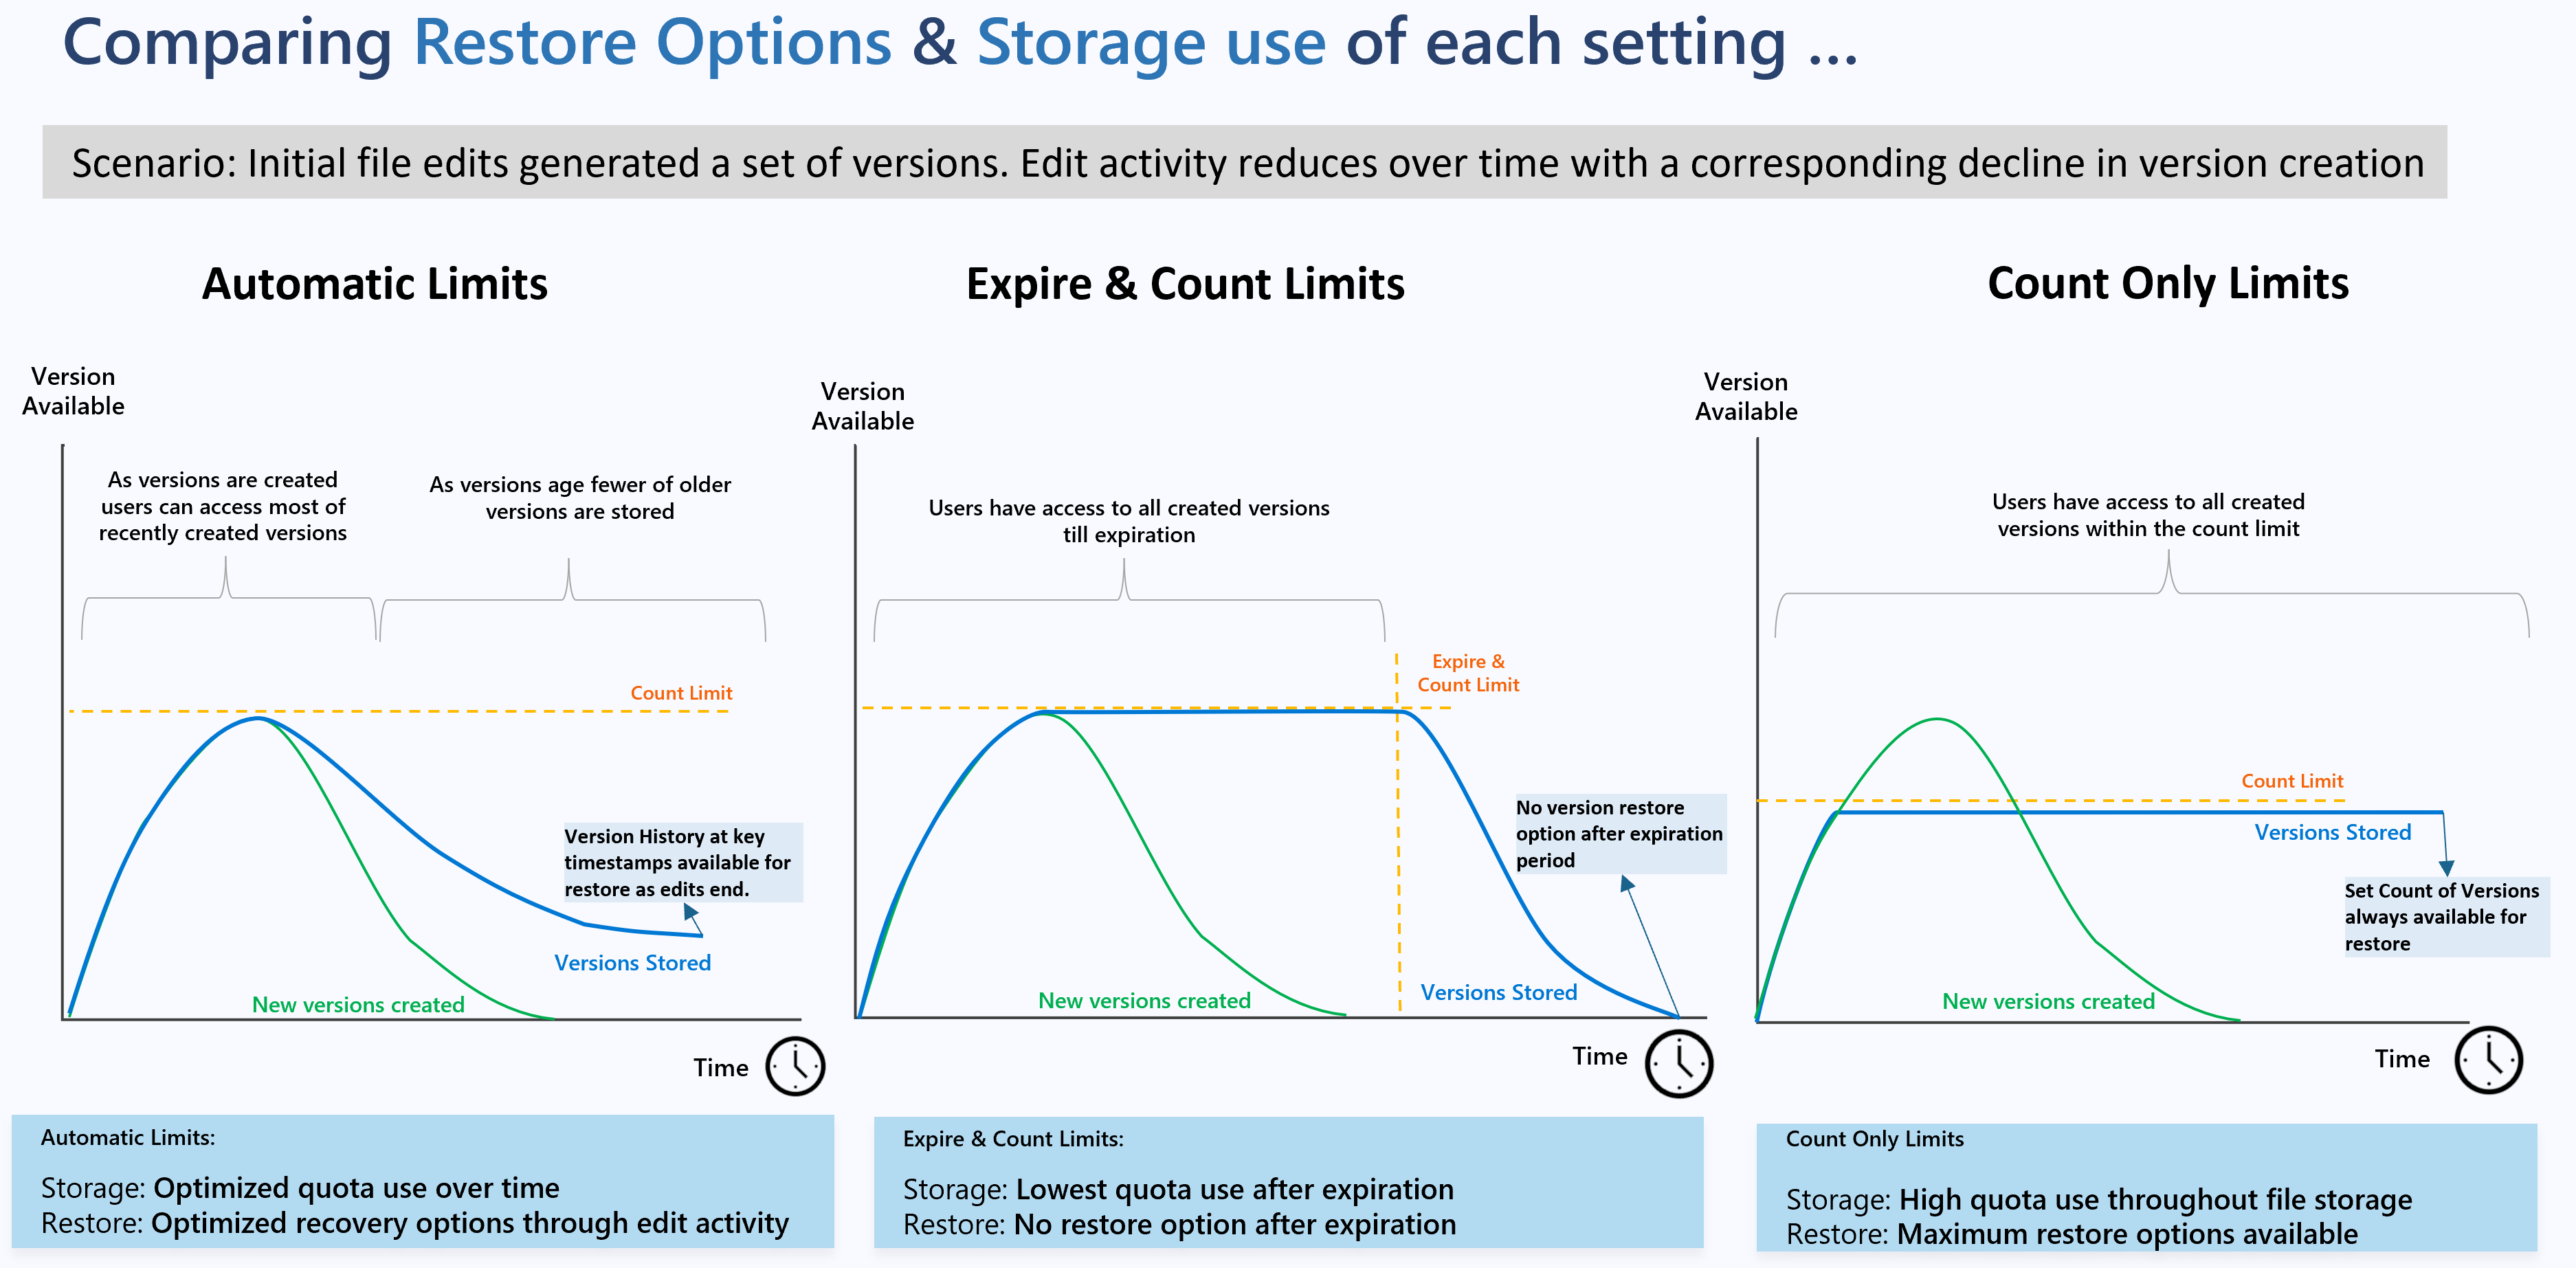 Comparing Restore Options & Storage use of each setting ...
Scenario: Initial file edits generated a set of versions. Edit activity reduces over time with a corresponding decline in version creation
Automatic Limits
Version
Available
As versions are created
users can access most of
recently created versions
As versions age fewer of older
versions are stored
Count Limit
Version History at key
timestamps available for
restore as edits end.
Versions Stored
New versions created
Time
Automatic Limits:
Storage: Optimized quota use over time
Restore: Optimized recovery options through edit activity
Expire & Count Limits
Version
Available
Users have access to all created versions
till expiration
Expire &
Count Limit
No version restore
option after expiration
period
Versions Stored
New versions created
Time
Expire & Count Limits:
Storage: Lowest quota use after expiration
Restore: No restore option after expiration
Count Only Limits
Version
Available
Users have access to all created
versions within the count limit
Count Limit
Versions Stored
Set Count of Versions
always available for
restore
New versions created
Time
Count Only Limits
Storage: High quota use throughout file storage
Restore: Maximum restore options available